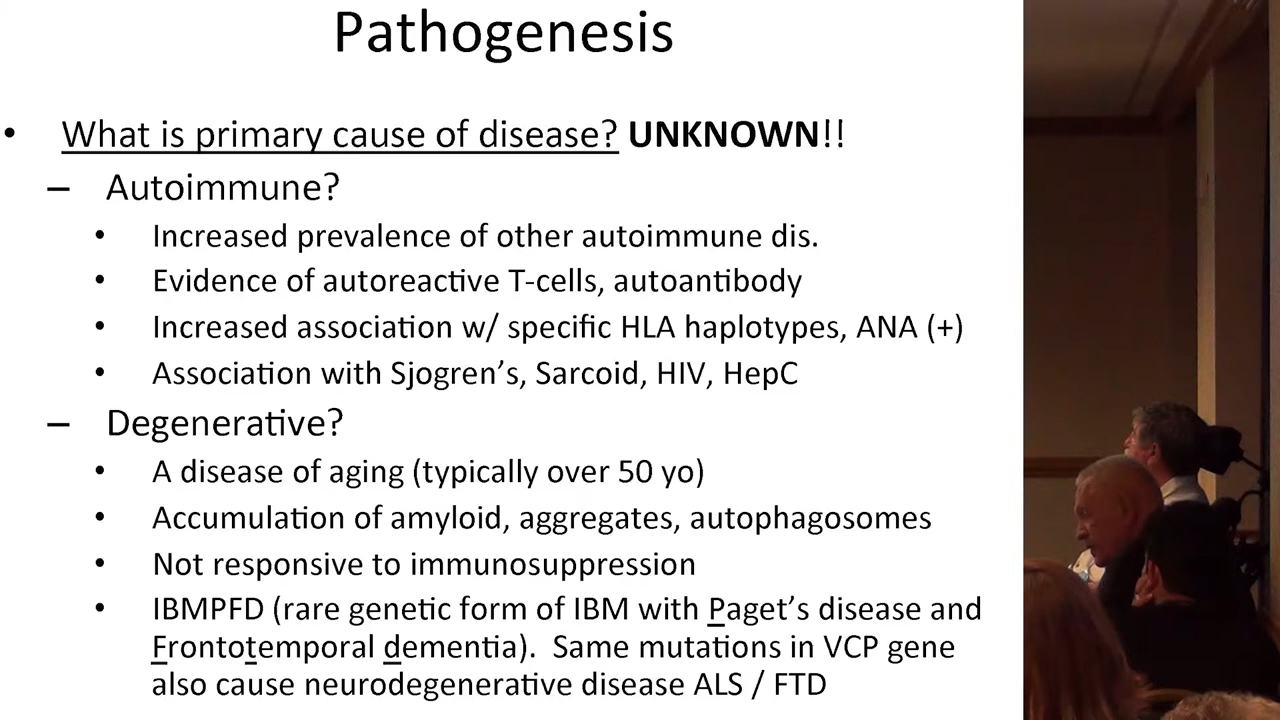 Pathogenesis
• What is primary cause of disease? UNKNOWN!!
– Autoimmune?
• Increased prevalence of other autoimmune dis.
• Evidence of autoreactive T-cells, autoantibody
• Increased association w/ specific HLA haplotypes, ANA (+)
• Association with Sjogren’s, Sarcoid, HIV, HepC
– Degenerative?
• A disease of aging (typically over 50 yo)
• Accumulation of amyloid, aggregates, autophagosomes
• Not responsive to immunosuppression
• IBMPFD (rare genetic form of IBM with Paget’s disease and
Frontotemporal dementia). Same mutations in VCP gene
also cause neurodegenerative disease ALS / FTD